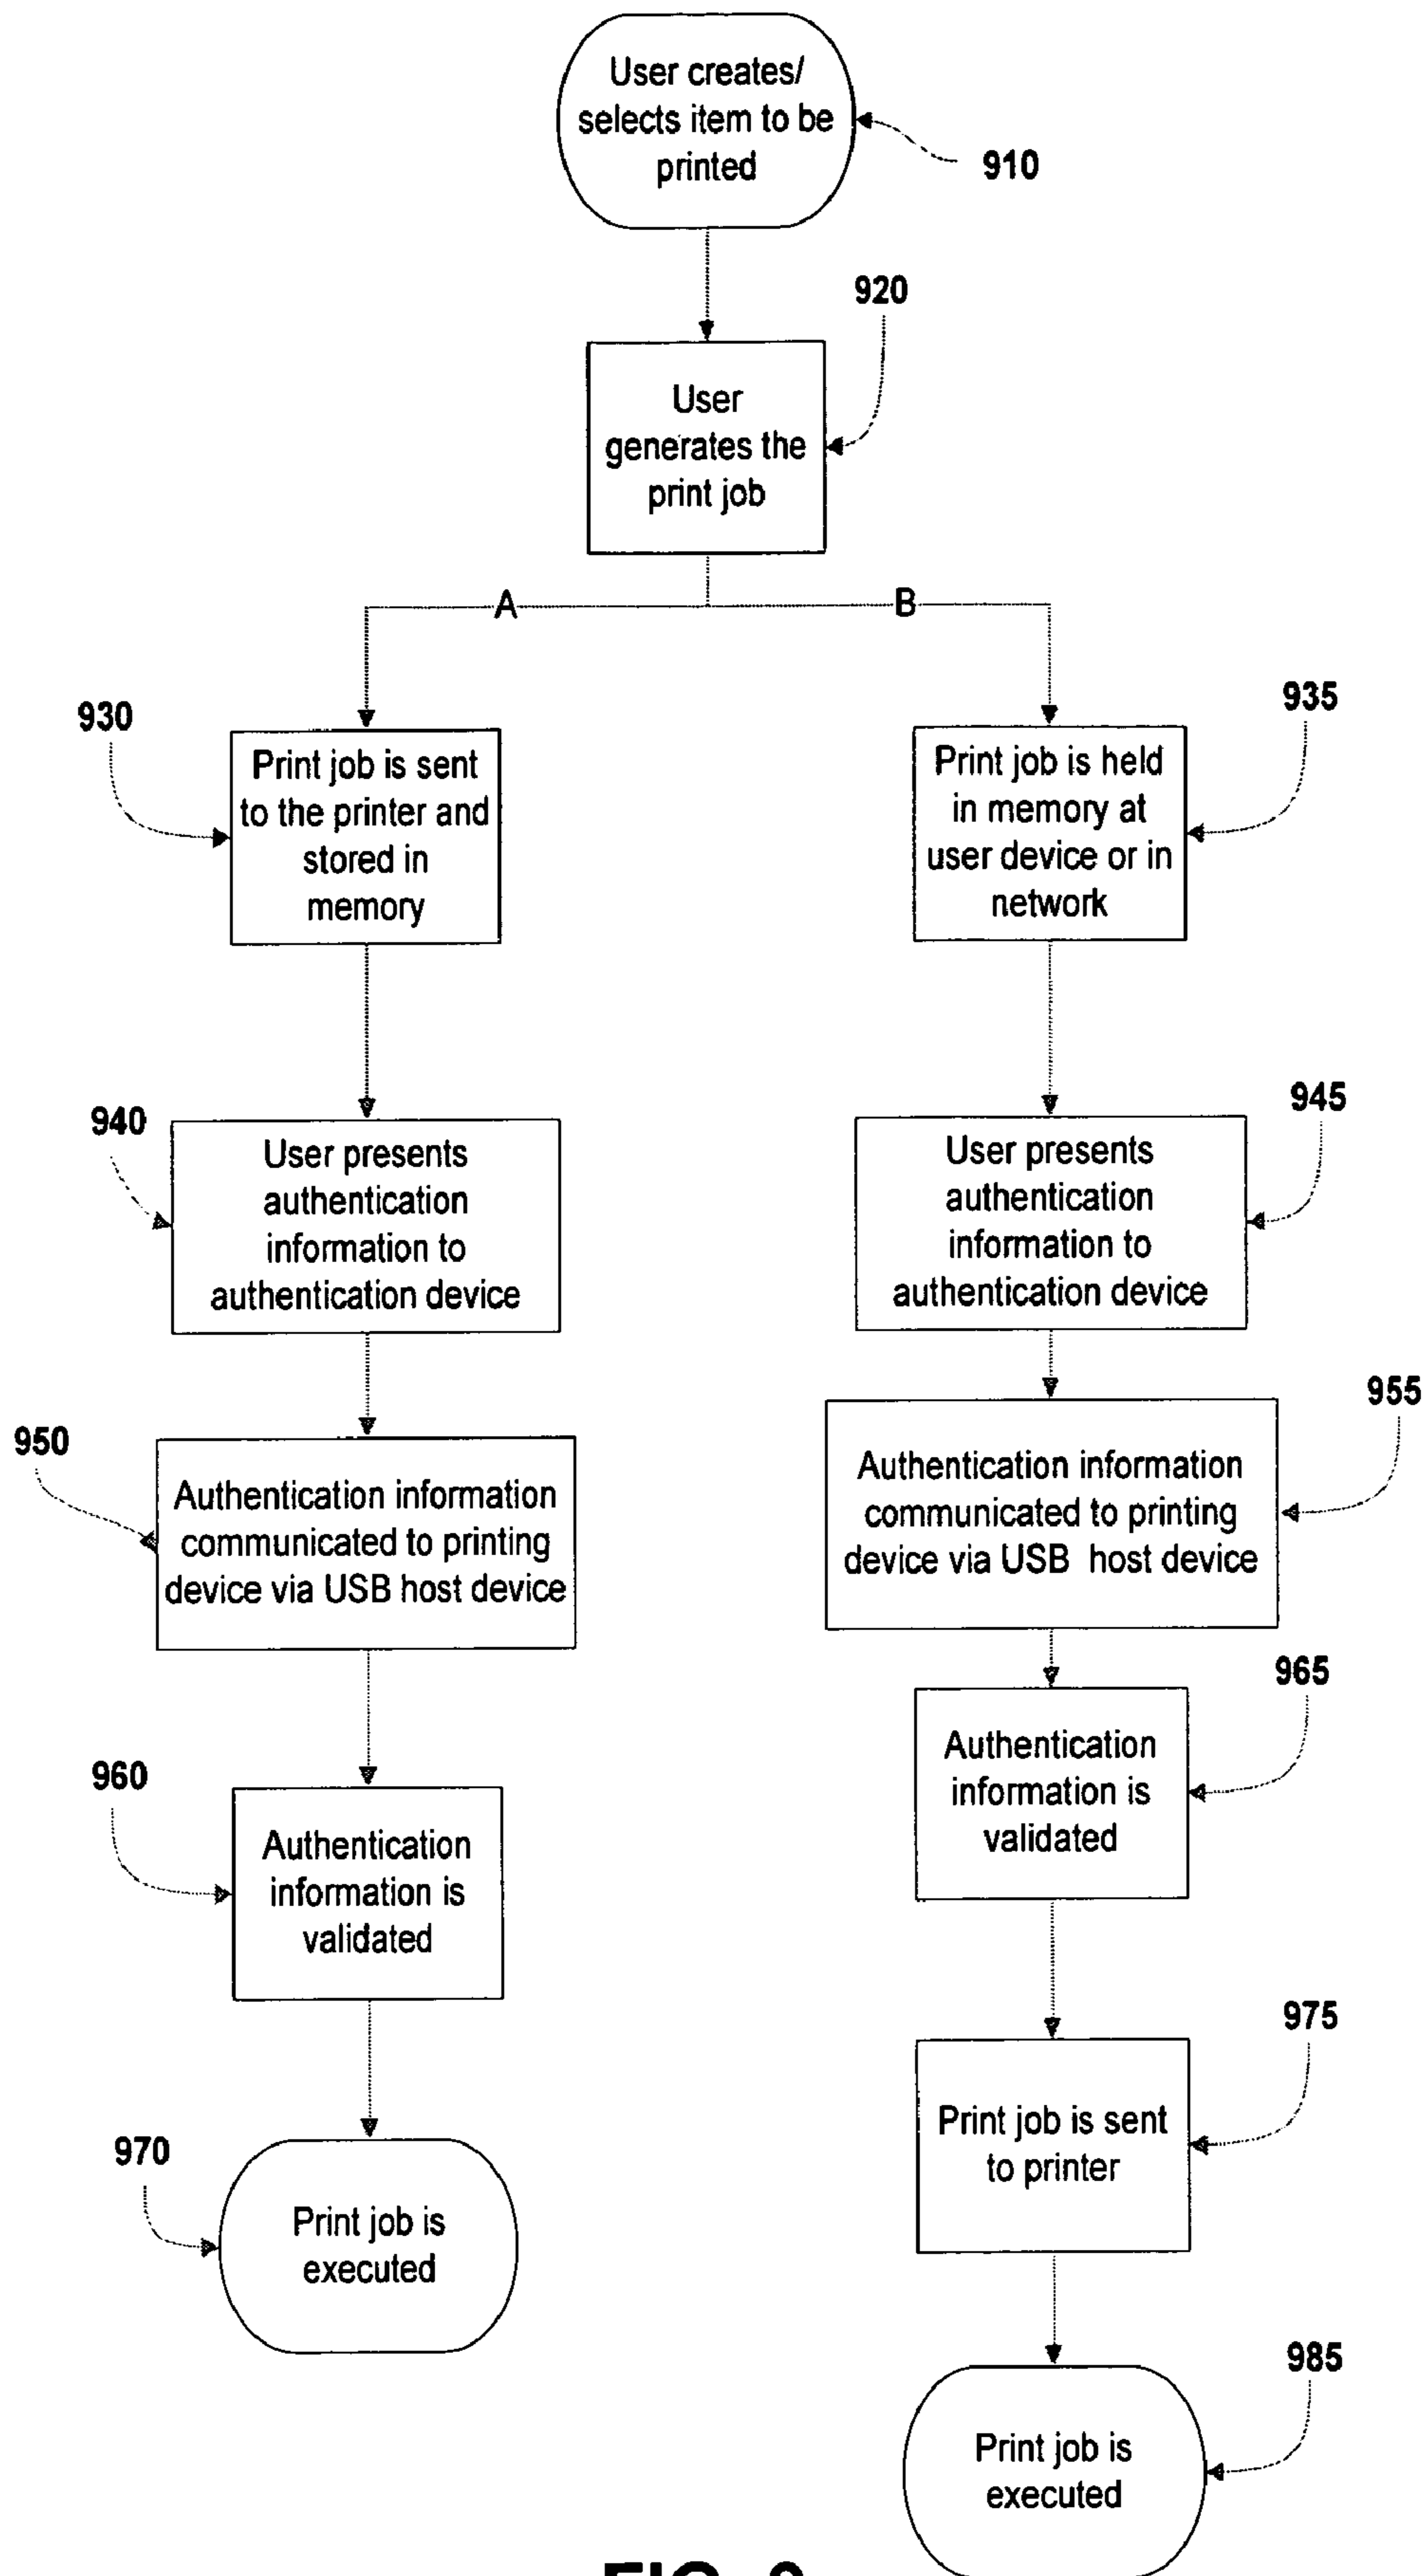 User creates/
selects item to be
printed
910
920
User
generates the
print job
A
B
930
Print job is sent
to the printer and
stored in
memory
935
Print job is held
in memory at
user device or in
network
940
User presents
authentication
information to
authentication device
945
User presents
authentication
information to
authentication device
950
Authentication information
communicated to printing
device via USB host device
955
Authentication information
communicated to printing
device via USB host device
960
Authentication
information is
validated
965
Authentication
information is
validated
975
Print job is sent
to printer
970
Print job is
executed
985
Print job is
executed